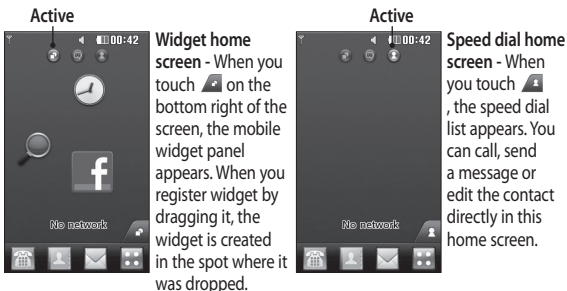 Active
00:42
No network
Widget home
screen - When you
touch on the
bottom right of the
screen, the mobile
widget panel
appears. When you
register widget by
dragging it, the
widget is created
in the spot where it
was dropped.
Active
00:42
No network
Speed dial home
screen - When
you touch
, the speed dial
list appears. You
can call, send
a message or
edit the contact
directly in this
home screen.